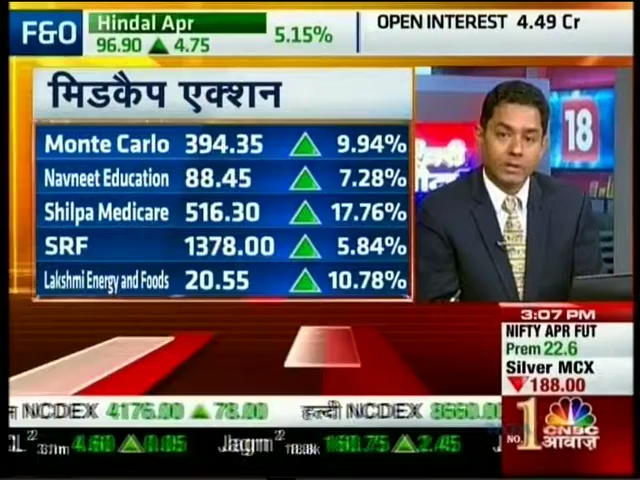 F&O
Hindal Apr
96.90 ▲ 4.75
5.15%
OPEN INTEREST 4.49 Cr
मिडकैप एक्शन
Monte Carlo 394.35 ▲ 9.94%
Navneet Education 88.45 ▲ 7.28%
Shilpa Medicare 516.30 ▲ 17.76%
SRF 1378.00 ▲ 5.84%
Lakshmi Energy and Foods 20.55 ▲ 10.78%
18
3:07 PM
NIFTY APR FUT
Prem 22.6
Silver MCX
▼188.00
NCDEX 4176.00 ▲ 78.00 हल्दी NCDEX
4.60 ▲ 0.05 Jagrn 160.75 ▲ 2.45
NO. 1 CNBC
आवाज़